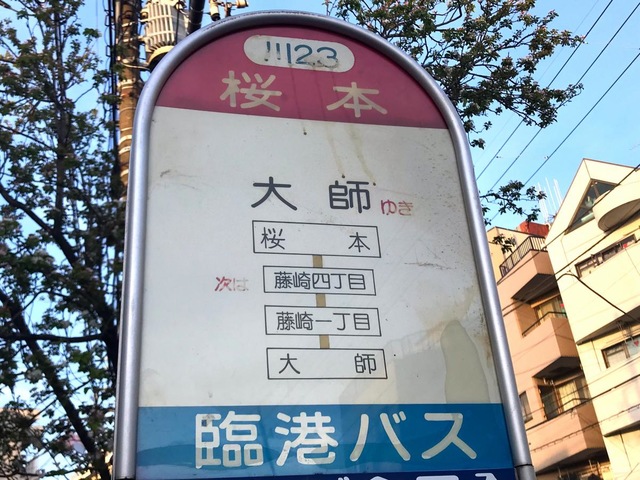 川23
桜本
大師ゆき
桜本
次は 藤崎四丁目
藤崎一丁目
大師
臨港バス